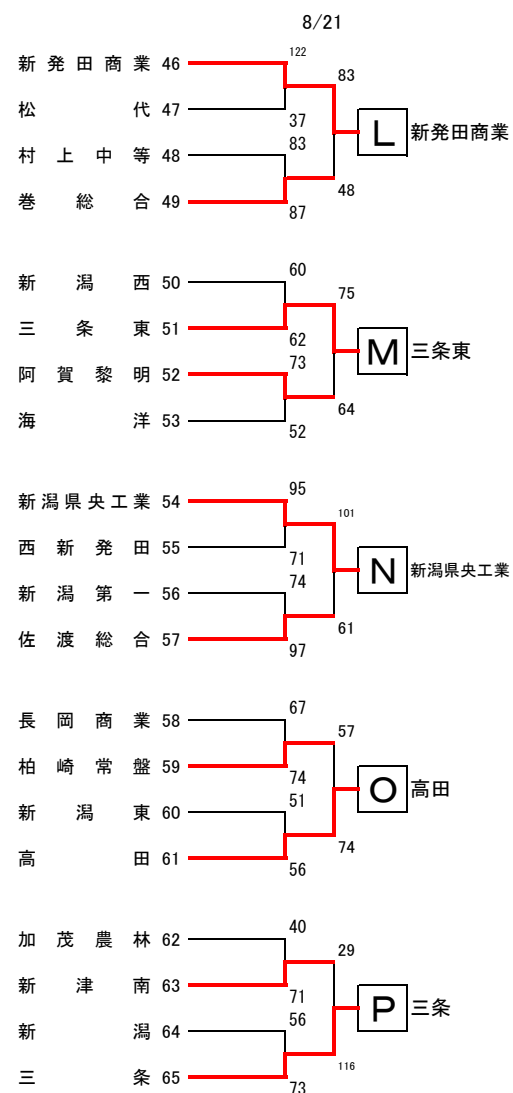 8/21
新発田商業 46
122
83
松代 47
37
L 新発田商業
村上中等 48
83
48
巻総合 49
87
新潟西 50
60
75
三条東 51
62
M 三条東
阿賀黎明 52
73
64
海洋 53
52
新潟県央工業 54
95
101
西新発田 55
71
N 新潟県央工業
新潟第一 56
74
61
佐渡総合 57
97
長岡商業 58
67
57
柏崎常盤 59
74
O 高田
新潟東 60
51
74
高田 61
56
加茂農林 62
40
29
新津南 63
71
P 三条
新潟 64
56
116
三条 65
73